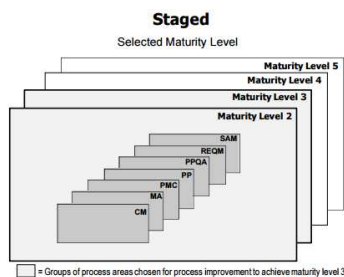 Staged
Selected Maturity Level
Maturity Level 5
Maturity Level 4
Maturity Level 3
Maturity Level 2
SAM
REQM
PPQA
PP
PMC
MA
CM
= Groups of process areas chosen for process improvement to achieve maturity level 3